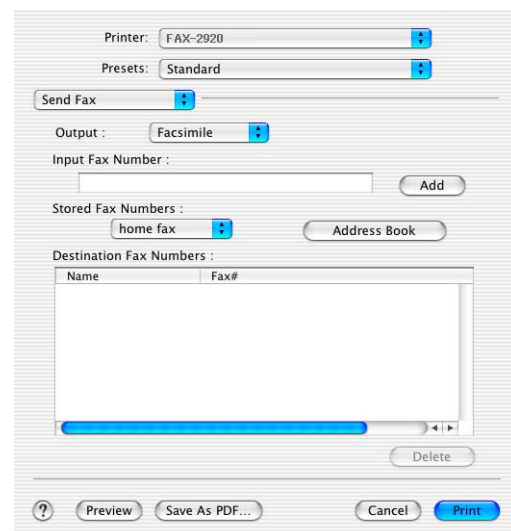 Printer: FAX-2920
Presets: Standard
Send Fax
Output : Facsimile
Input Fax Number :
Add
Stored Fax Numbers :
home fax Address Book
Destination Fax Numbers :
Name Fax#
Delete
? Preview Save As PDF... Cancel Print